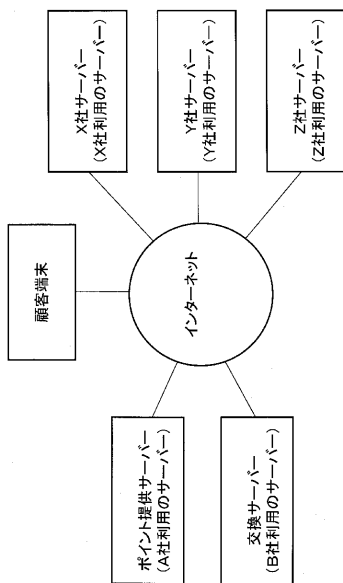 顧客端末
ポイント提供サーバー
(A社利用のサーバー)
交換サーバー
(B社利用のサーバー)
インターネット
X社サーバー
(X社利用のサーバー)
Y社サーバー
(Y社利用のサーバー)
Z社サーバー
(Z社利用のサーバー)